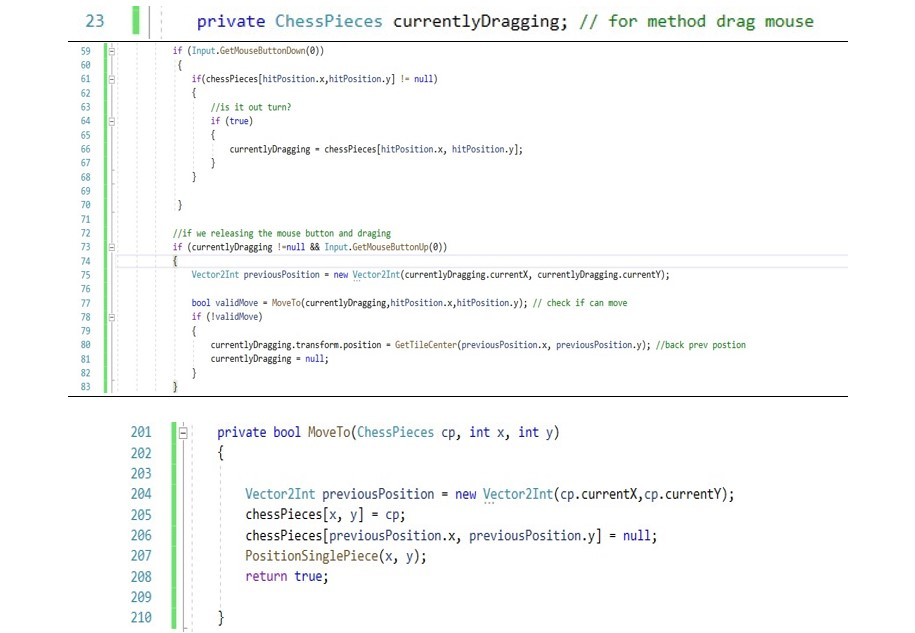 23 private ChessPieces currentlyDragging; // for method drag mouse
59 if (Input.GetMouseButtonDown(0))
60 {
61 if(chessPieces[hitPosition.x,hitPosition.y] != null)
62 {
63 //is it out turn?
64 if (true)
65 {
66 currentlyDragging = chessPieces[hitPosition.x, hitPosition.y];
67 }
68 }
69
70 }
71
72 //if we releasing the mouse button and draging
73 if (currentlyDragging !=null && Input.GetMouseButtonUp(0))
74 {
75 Vector2Int previousPosition = new Vector2Int(currentlyDragging.currentX, currentlyDragging.currentY);
76
77 bool validMove = MoveTo(currentlyDragging,hitPosition.x,hitPosition.y); // check if can move
78 if (!validMove)
79 {
80 currentlyDragging.transform.position = GetTileCenter(previousPosition.x, previousPosition.y); //back prev postion
81 currentlyDragging = null;
82 }
83 }
201 private bool MoveTo(ChessPieces cp, int x, int y)
202 {
203
204 Vector2Int previousPosition = new Vector2Int(cp.currentX,cp.currentY);
205 chessPieces[x, y] = cp;
206 chessPieces[previousPosition.x, previousPosition.y] = null;
207 PositionSinglePiece(x, y);
208 return true;
209
210 }